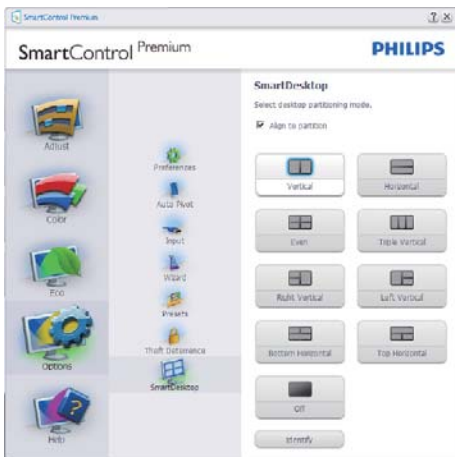 SmartControl Premium
SmartControl Premium
PHILIPS
Adjust
Color
Eco
Options
Help
Preferences
Auto Pivot
Input
Wizard
Presets
Theft Deterrence
SmartDesktop
SmartDesktop
Select desktop partitioning mode.
Align to partition
Vertical
Horizontal
Even
Triple Vertical
Right Vertical
Left Vertical
Bottom Horizontal
Top Horizontal
Off
Identify